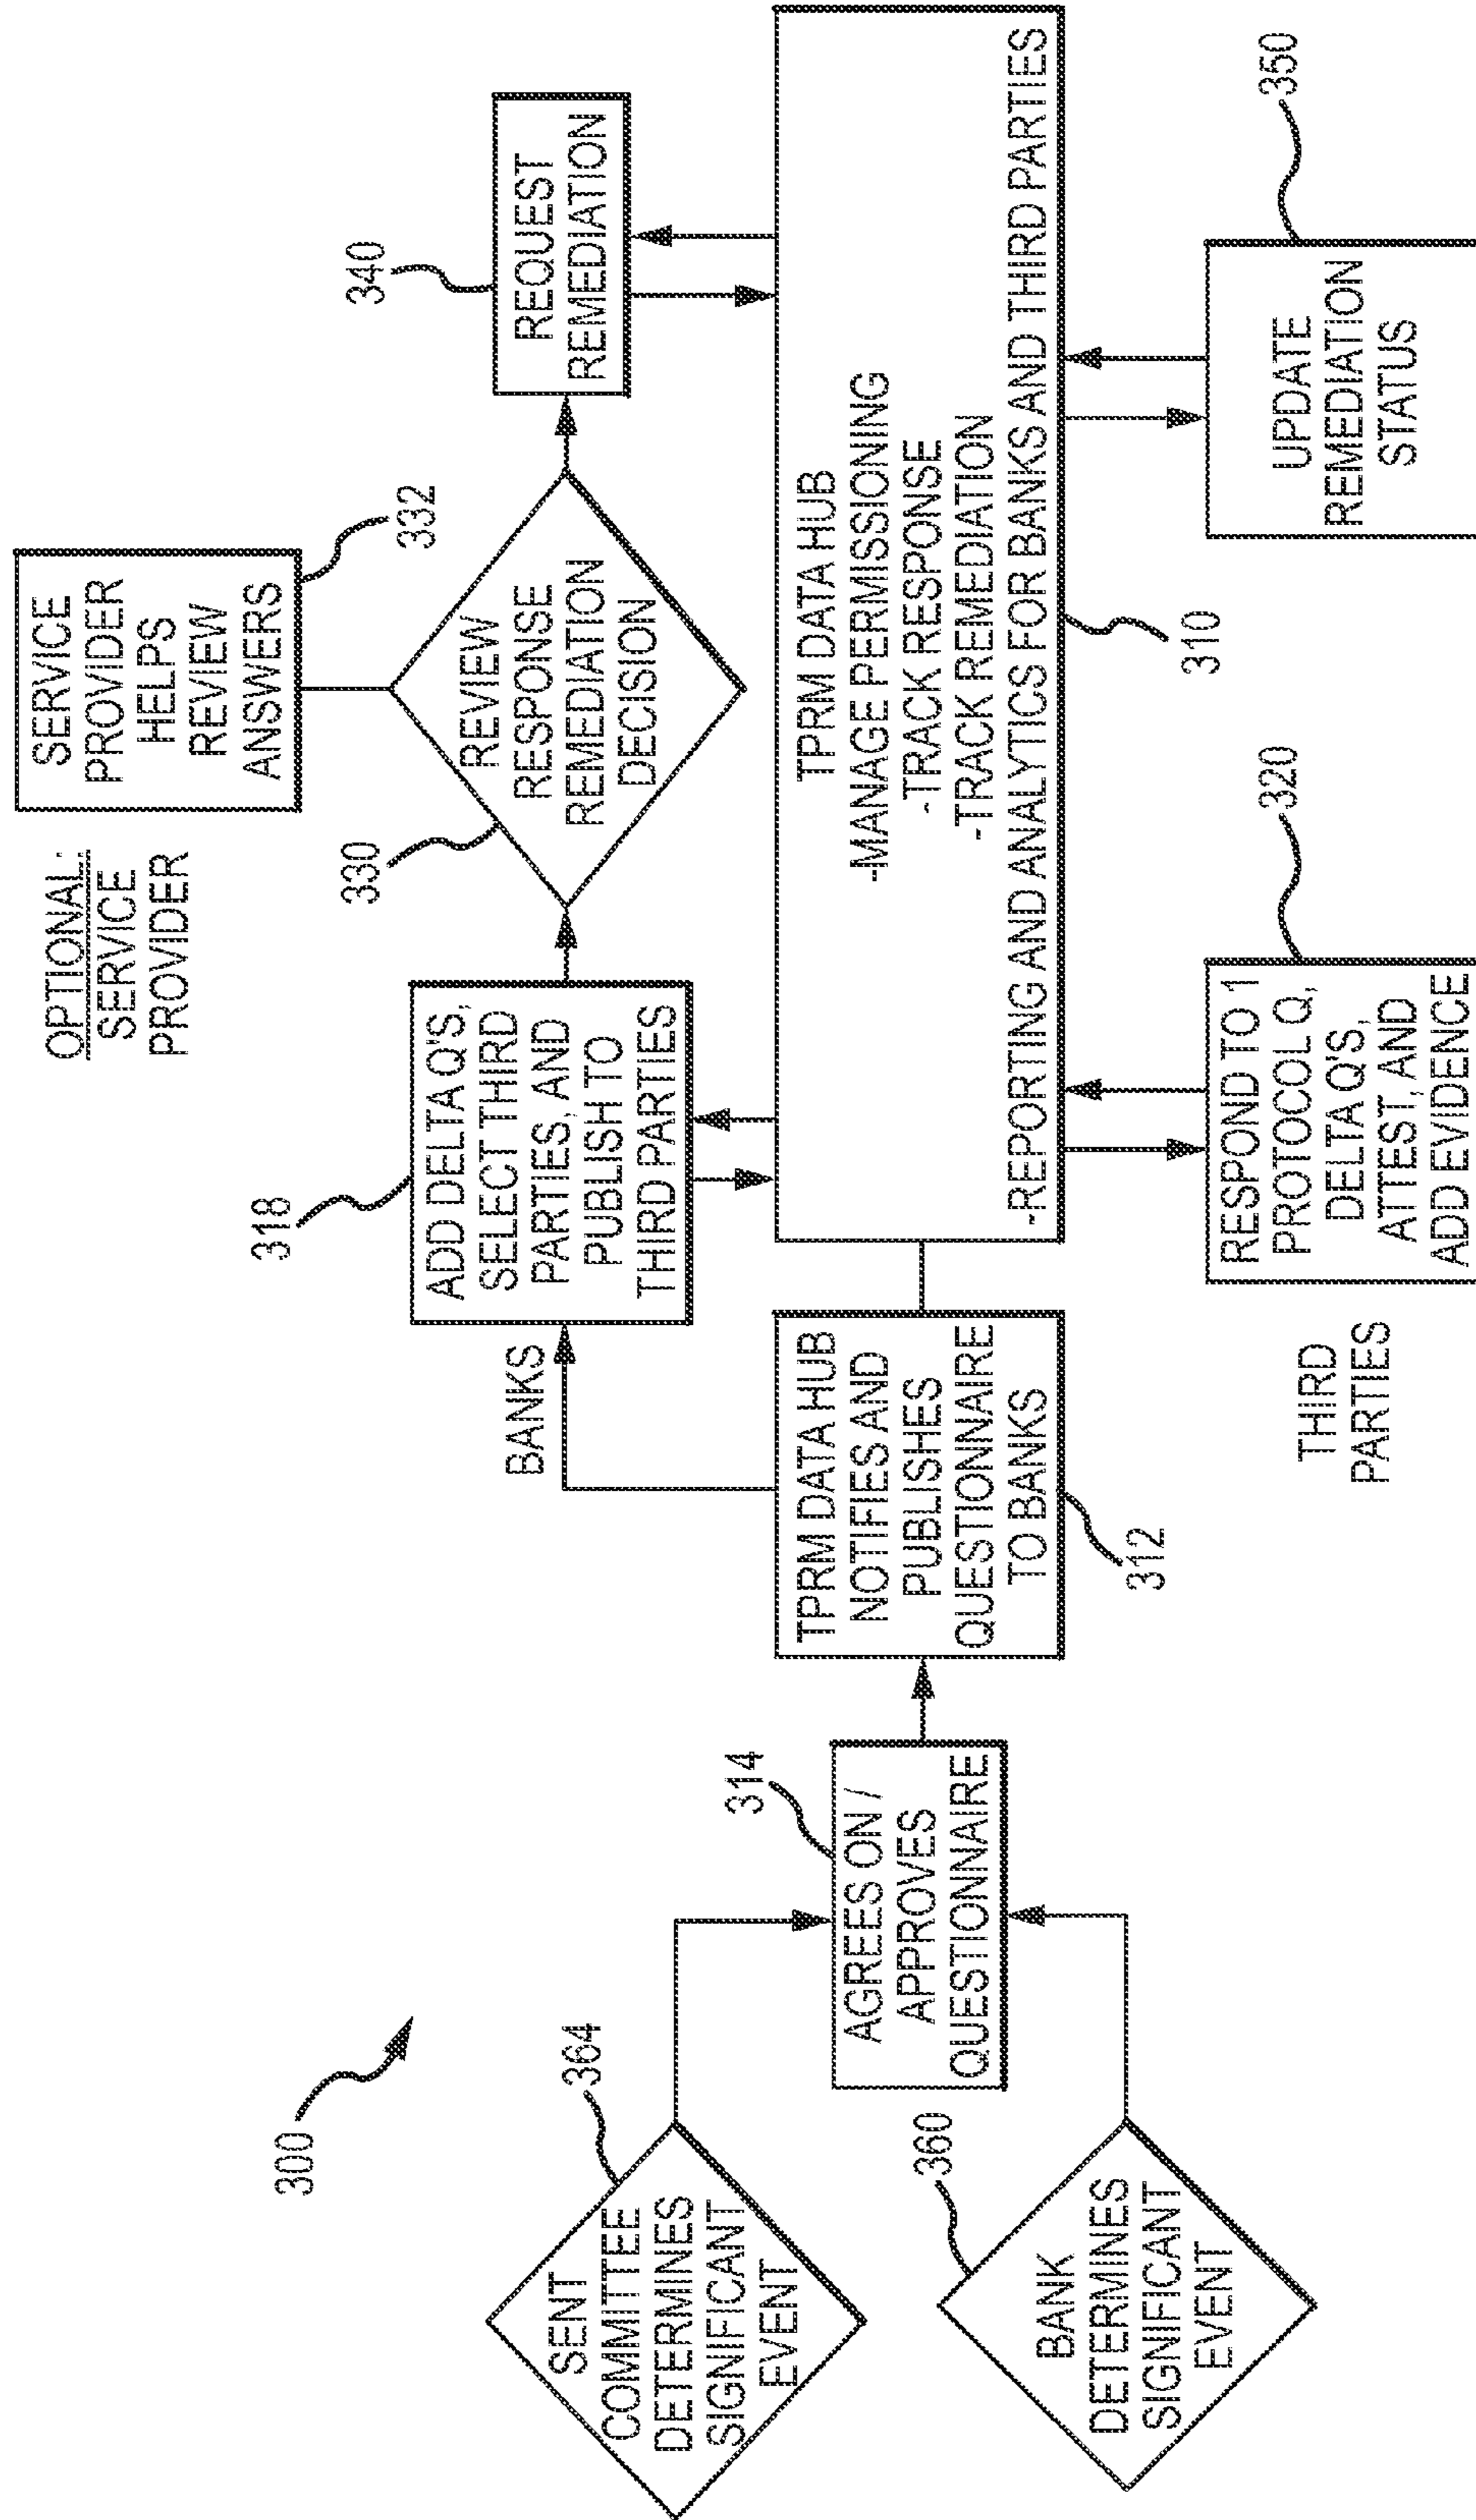 300
SENT
COMMITTEE
DETERMINES
SIGNIFICANT
EVENT
364
BANK
DETERMINES
SIGNIFICANT
EVENT
360
AGREES ON /
APPROVES
QUESTIONNAIRE
314
TPRM DATA HUB
NOTIFIES AND
PUBLISHES
QUESTIONNAIRE
TO BANKS
312
BANKS
ADD DELTA Q'S,
SELECT THIRD
PARTIES, AND
PUBLISH TO
THIRD PARTIES
318
OPTIONAL:
SERVICE
PROVIDER
SERVICE
PROVIDER
HELPS
REVIEW
ANSWERS
332
REVIEW
RESPONSE
REMEDIATION
DECISION
330
REQUEST
REMEDIATION
340
TPRM DATA HUB
-MANAGE PERMISSIONING
-TRACK RESPONSE
-TRACK REMEDIATION
-REPORTING AND ANALYTICS FOR BANKS AND THIRD PARTIES
310
THIRD
PARTIES
RESPOND TO 1
PROTOCOL Q,
DELTA Q'S,
ATTEST, AND
ADD EVIDENCE
320
UPDATE
REMEDIATION
STATUS
350